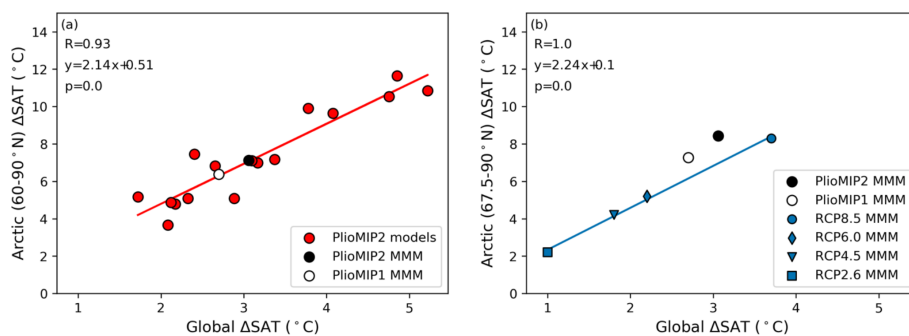 (a)
R=0.93
y=2.14x+0.51
p=0.0
Arctic (60-90°N) ΔSAT (°C)
14
12
10
8
6
4
2
0
1 2 3 4 5
Global ΔSAT (°C)
PlioMIP2 models
PlioMIP2 MMM
PlioMIP1 MMM
(b)
R=1.0
y=2.24x+0.1
p=0.0
Arctic (67.5-90°N) ΔSAT (°C)
14
12
10
8
6
4
2
0
1 2 3 4 5
Global ΔSAT (°C)
PlioMIP2 MMM
PlioMIP1 MMM
RCP8.5 MMM
RCP6.0 MMM
RCP4.5 MMM
RCP2.6 MMM